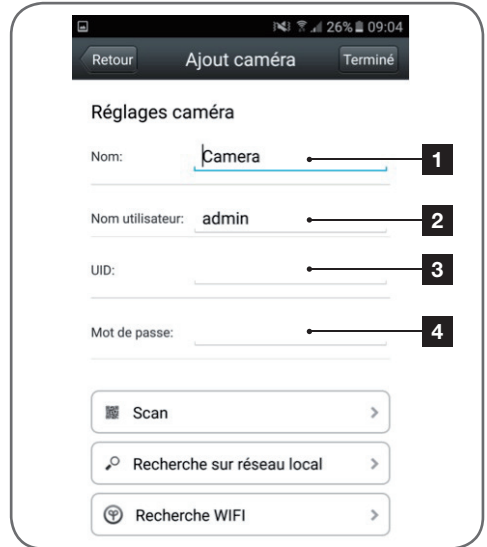 26% 09:04
Retour Ajout caméra Terminé
Réglages caméra
Nom: Camera 1
Nom utilisateur: admin 2
UID: 3
Mot de passe: 4
Scan
Recherche sur réseau local
Recherche WIFI